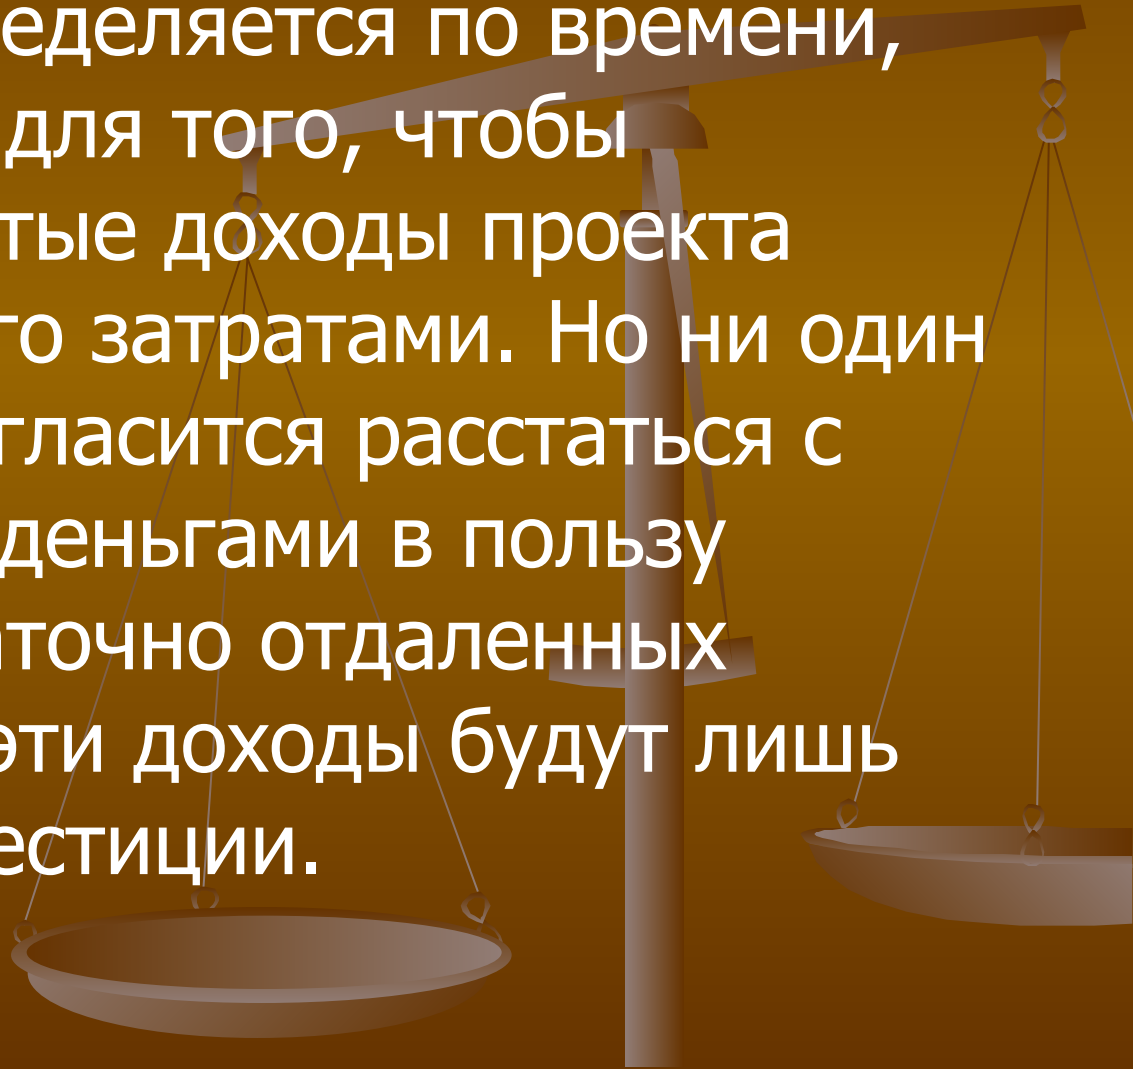 еделяется по времени,
для того, чтобы
тые доходы проекта
го затратами. Но ни один
гласится расстаться с
деньгами в пользу
аточно отдаленных
эти доходы будут лишь
естиции.